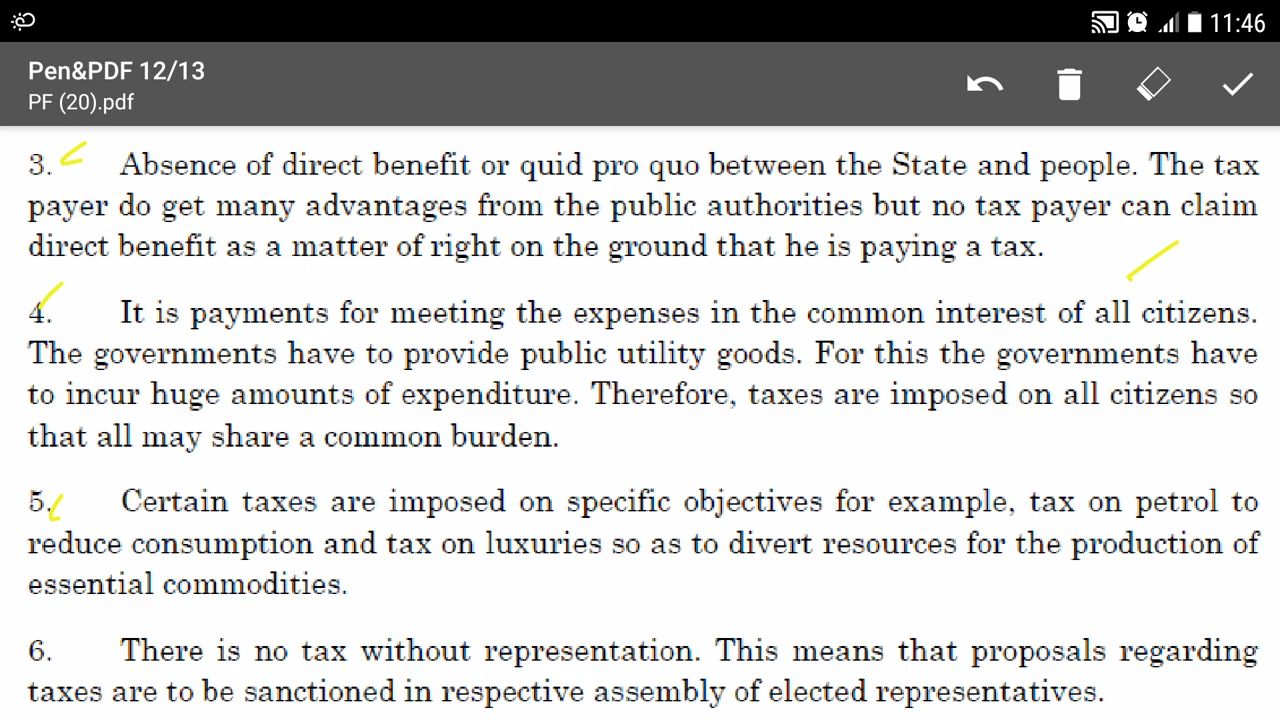 11:46
Pen&PDF 12/13
PF (20).pdf
3. Absence of direct benefit or quid pro quo between the State and people. The tax
payer do get many advantages from the public authorities but no tax payer can claim
direct benefit as a matter of right on the ground that he is paying a tax.
4. It is payments for meeting the expenses in the common interest of all citizens.
The governments have to provide public utility goods. For this the governments have
to incur huge amounts of expenditure. Therefore, taxes are imposed on all citizens so
that all may share a common burden.
5. Certain taxes are imposed on specific objectives for example, tax on petrol to
reduce consumption and tax on luxuries so as to divert resources for the production of
essential commodities.
6. There is no tax without representation. This means that proposals regarding
taxes are to be sanctioned in respective assembly of elected representatives.